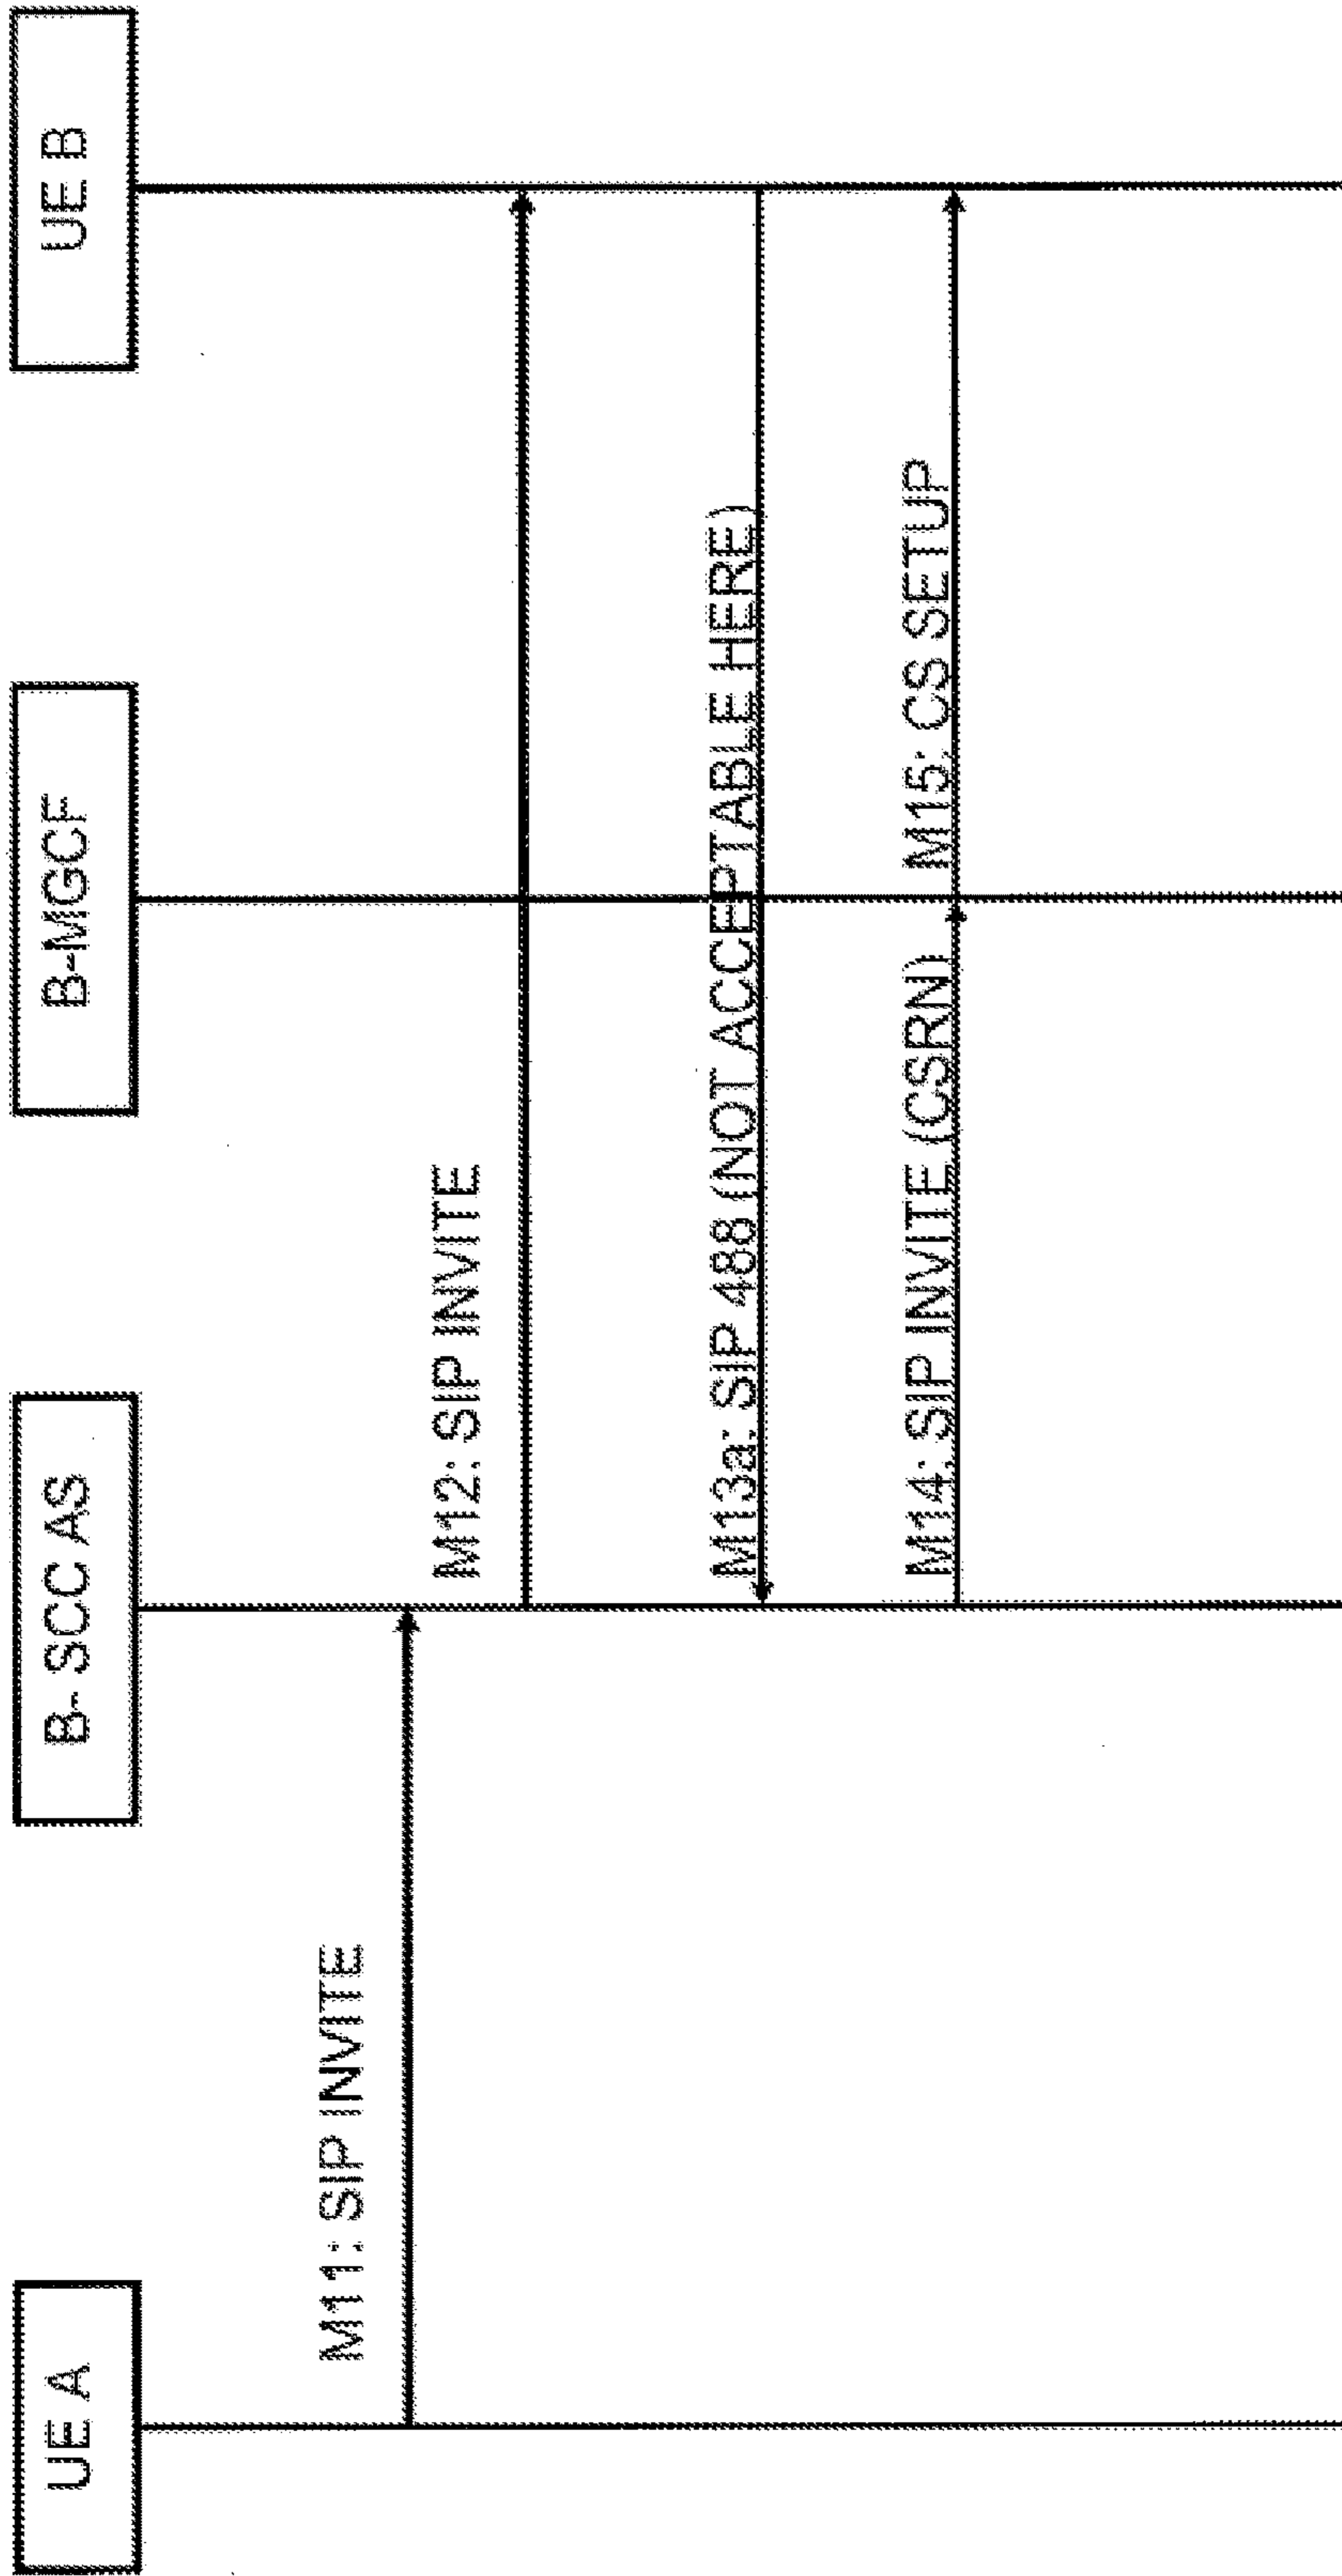 UE A
B- SCC AS
B-MGCF
UE B
M11: SIP INVITE
M12: SIP INVITE
M13a: SIP 488 (NOT ACCEPTABLE HERE)
M14: SIP INVITE (CSRN)
M15: CS SETUP